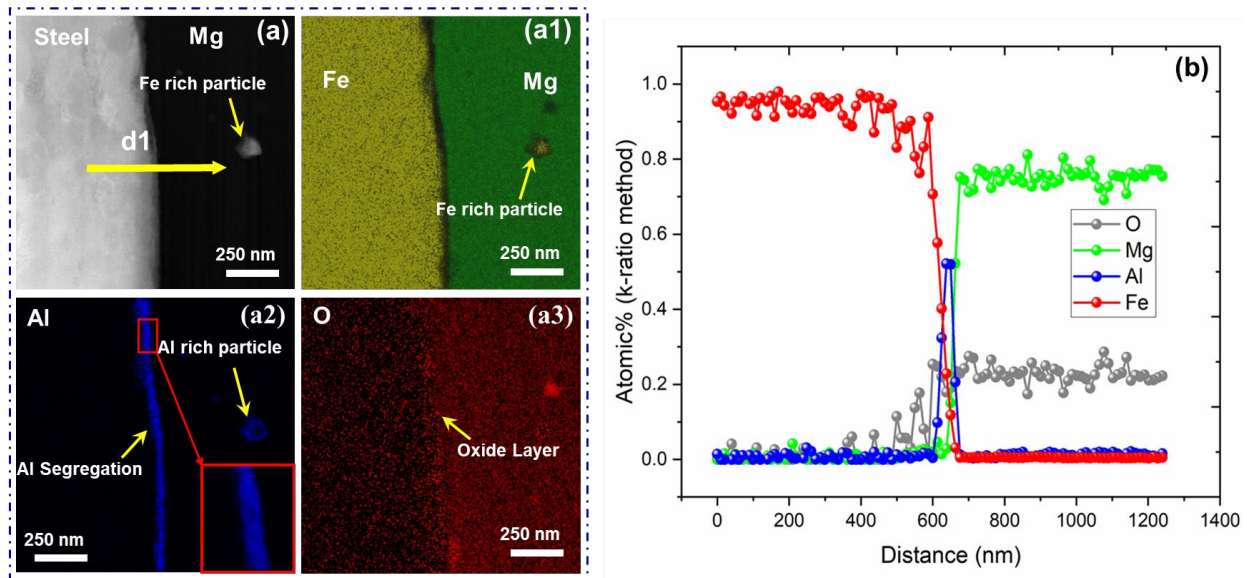 Steel
Mg
(a)
Fe rich particle
d1
250 nm
(a1)
Fe
Mg
Fe rich particle
250 nm
Al
(a2)
Al rich particle
Al Segregation
250 nm
O
(a3)
Oxide Layer
250 nm
(b)
Atomic% (k-ratio method)
1.0
0.8
0.6
0.4
0.2
0.0
O
Mg
Al
Fe
0 200 400 600 800 1000 1200 1400
Distance (nm)